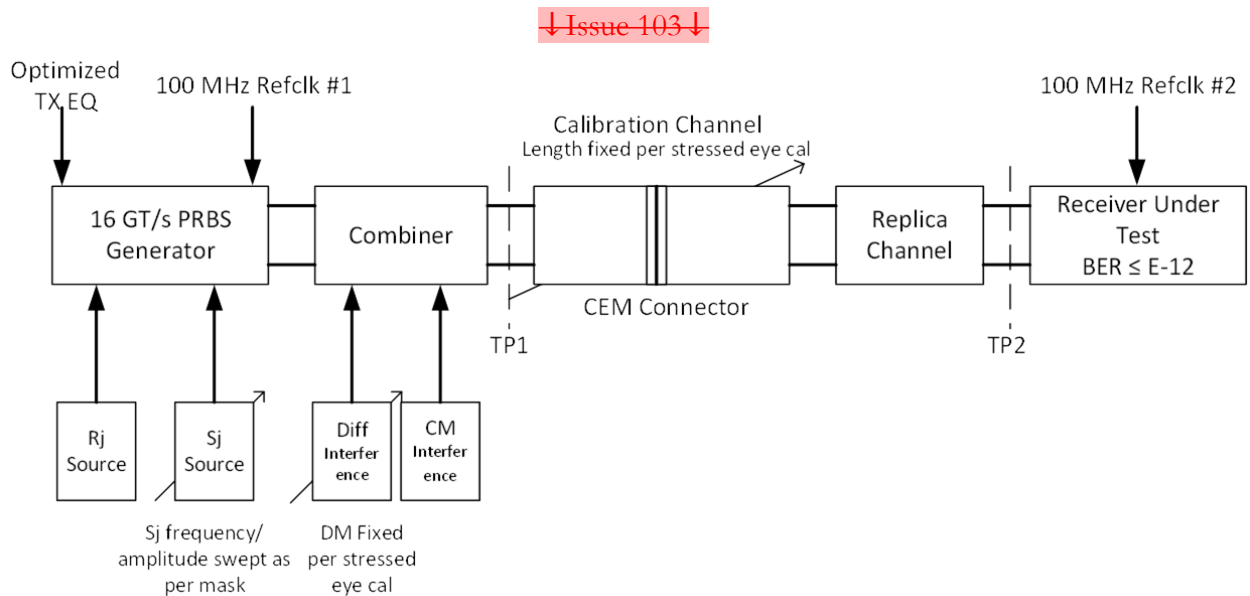 ↓Issue 103↓
Optimized
TX EQ
100 MHz Refclk #1
100 MHz Refclk #2
Calibration Channel
Length fixed per stressed eye cal
16 GT/s PRBS
Generator
Combiner
Replica
Channel
Receiver Under
Test
BER ≤ E-12
CEM Connector
TP1
TP2
Rj
Source
Sj
Source
Diff
Interfer
ence
CM
Interfer
ence
Sj frequency/
amplitude swept as
per mask
DM Fixed
per stressed
eye cal